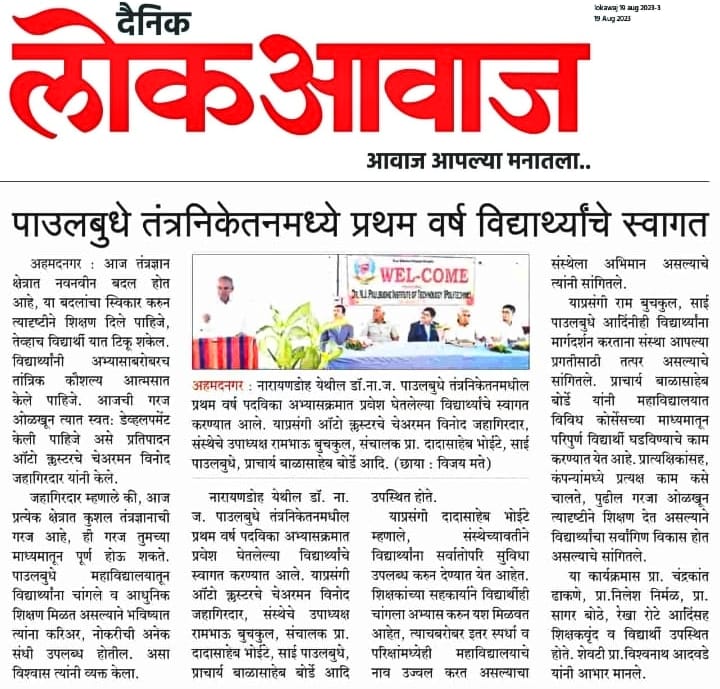 lokawaj 19 aug 2023-3
19 Aug 2023
दैनिक
लोकआवाज
आवाज आपल्या मनातला..
पाउलबुधे तंत्रनिकेतनमध्ये प्रथम वर्ष विद्यार्थ्यांचे स्वागत
अहमदनगर : आज तंत्रज्ञान
क्षेत्रात नवनवीन बदल होत
आहे, या बदलांचा स्विकार करुन
त्यादृष्टीने शिक्षण दिले पाहिजे,
तेव्हाच विद्यार्थी यात टिकू शकेल.
विद्यार्थ्यांनी अभ्यासाबरोबरच
तांत्रिक कौशल्य आत्मसात
केले पाहिजे. आजची गरज
ओळखून त्यात स्वत: डेव्हलपमेंट
केली पाहिजे असे प्रतिपादन
ऑटो क्लस्टरचे चेअरमन विनोद
जहागिरदार यांनी केले.
जहागिरदार म्हणाले की, आज
प्रत्येक क्षेत्रात कुशल तंत्रज्ञानाची
गरज आहे, ही गरज तुमच्या
माध्यमातून पूर्ण होऊ शकते.
पाउलबुधे महाविद्यालयातून
विद्यार्थ्यांना चांगले व आधुनिक
शिक्षण मिळत असल्याने भविष्यात
त्यांना करिअर, नोकरीची अनेक
संधी उपलब्ध होतील. असा
विश्वास त्यांनी व्यक्त केला.
WEL-COME
DR. N.J. PAULBUDHE INSTITUTE OF TECHNOLOGY (POLYTECHNIC)
अहमदनगर : नारायणडोह येथील डॉ.ना.ज. पाउलबुधे तंत्रनिकेतनमधील
प्रथम वर्ष पदविका अभ्यासक्रमात प्रवेश घेतलेल्या विद्यार्थ्यांचे स्वागत
करण्यात आले. याप्रसंगी ऑटो क्लस्टरचे चेअरमन विनोद जहागिरदार,
संस्थेचे उपाध्यक्ष रामभाऊ बुचकुल, संचालक प्रा. दादासाहेब भोईटे, साई
पाउलबुधे, प्राचार्य बाळासाहेब बोर्डे आदि. (छाया : विजय मते)
नारायणडोह येथील डॉ. ना.
ज. पाउलबुधे तंत्रनिकेतनमधील
प्रथम वर्ष पदविका अभ्यासक्रमात
प्रवेश घेतलेल्या विद्यार्थ्यांचे
स्वागत करण्यात आले. याप्रसंगी
ऑटो क्लस्टरचे चेअरमन विनोद
जहागिरदार, संस्थेचे उपाध्यक्ष
रामभाऊ बुचकुल, संचालक प्रा.
दादासाहेब भोईटे, साई पाउलबुधे,
प्राचार्य बाळासाहेब बोर्डे आदि
उपस्थित होते.
याप्रसंगी दादासाहेब भोईटे
म्हणाले, संस्थेच्यावतीने
विद्यार्थ्यांना सर्वातोपरि सुविधा
उपलब्ध करुन देण्यात येत आहेत.
शिक्षकांच्या सहकार्याने विद्यार्थीही
चांगला अभ्यास करुन यश मिळवत
आहेत, त्याचबरोबर इतर स्पर्धा व
परिक्षांमध्येही महाविद्यालयाचे
नाव उज्वल करत असल्याचा
संस्थेला अभिमान असल्याचे
त्यांनी सांगितले.
याप्रसंगी राम बुचकुल, साई
पाउलबुधे आदिंनीही विद्यार्थ्यांना
मार्गदर्शन करताना संस्था आपल्या
प्रगतीसाठी तत्पर असल्याचे
सांगितले. प्राचार्य बाळासाहेब
बोर्डे यांनी महाविद्यालयात
विविध कोर्सेसच्या माध्यमातून
परिपुर्ण विद्यार्थी घडविण्याचे काम
करण्यात येत आहे. प्रात्यक्षिकांसह,
कंपन्यांमध्ये प्रत्यक्ष काम कसे
चालते, पुढील गरजा ओळखून
त्यादृष्टीने शिक्षण देत असल्याने
विद्यार्थ्यांचा सर्वांगिण विकास होत
असल्याचे सांगितले.
या कार्यक्रमास प्रा. चंद्रकांत
ढाकणे, प्रा.निलेश निर्मळ, प्रा.
सागर बोठे, रेखा रोटे आदिंसह
शिक्षकवृंद व विद्यार्थी उपस्थित
होते. शेवटी प्रा.विश्वनाथ आदवडे
यांनी आभार मानले.